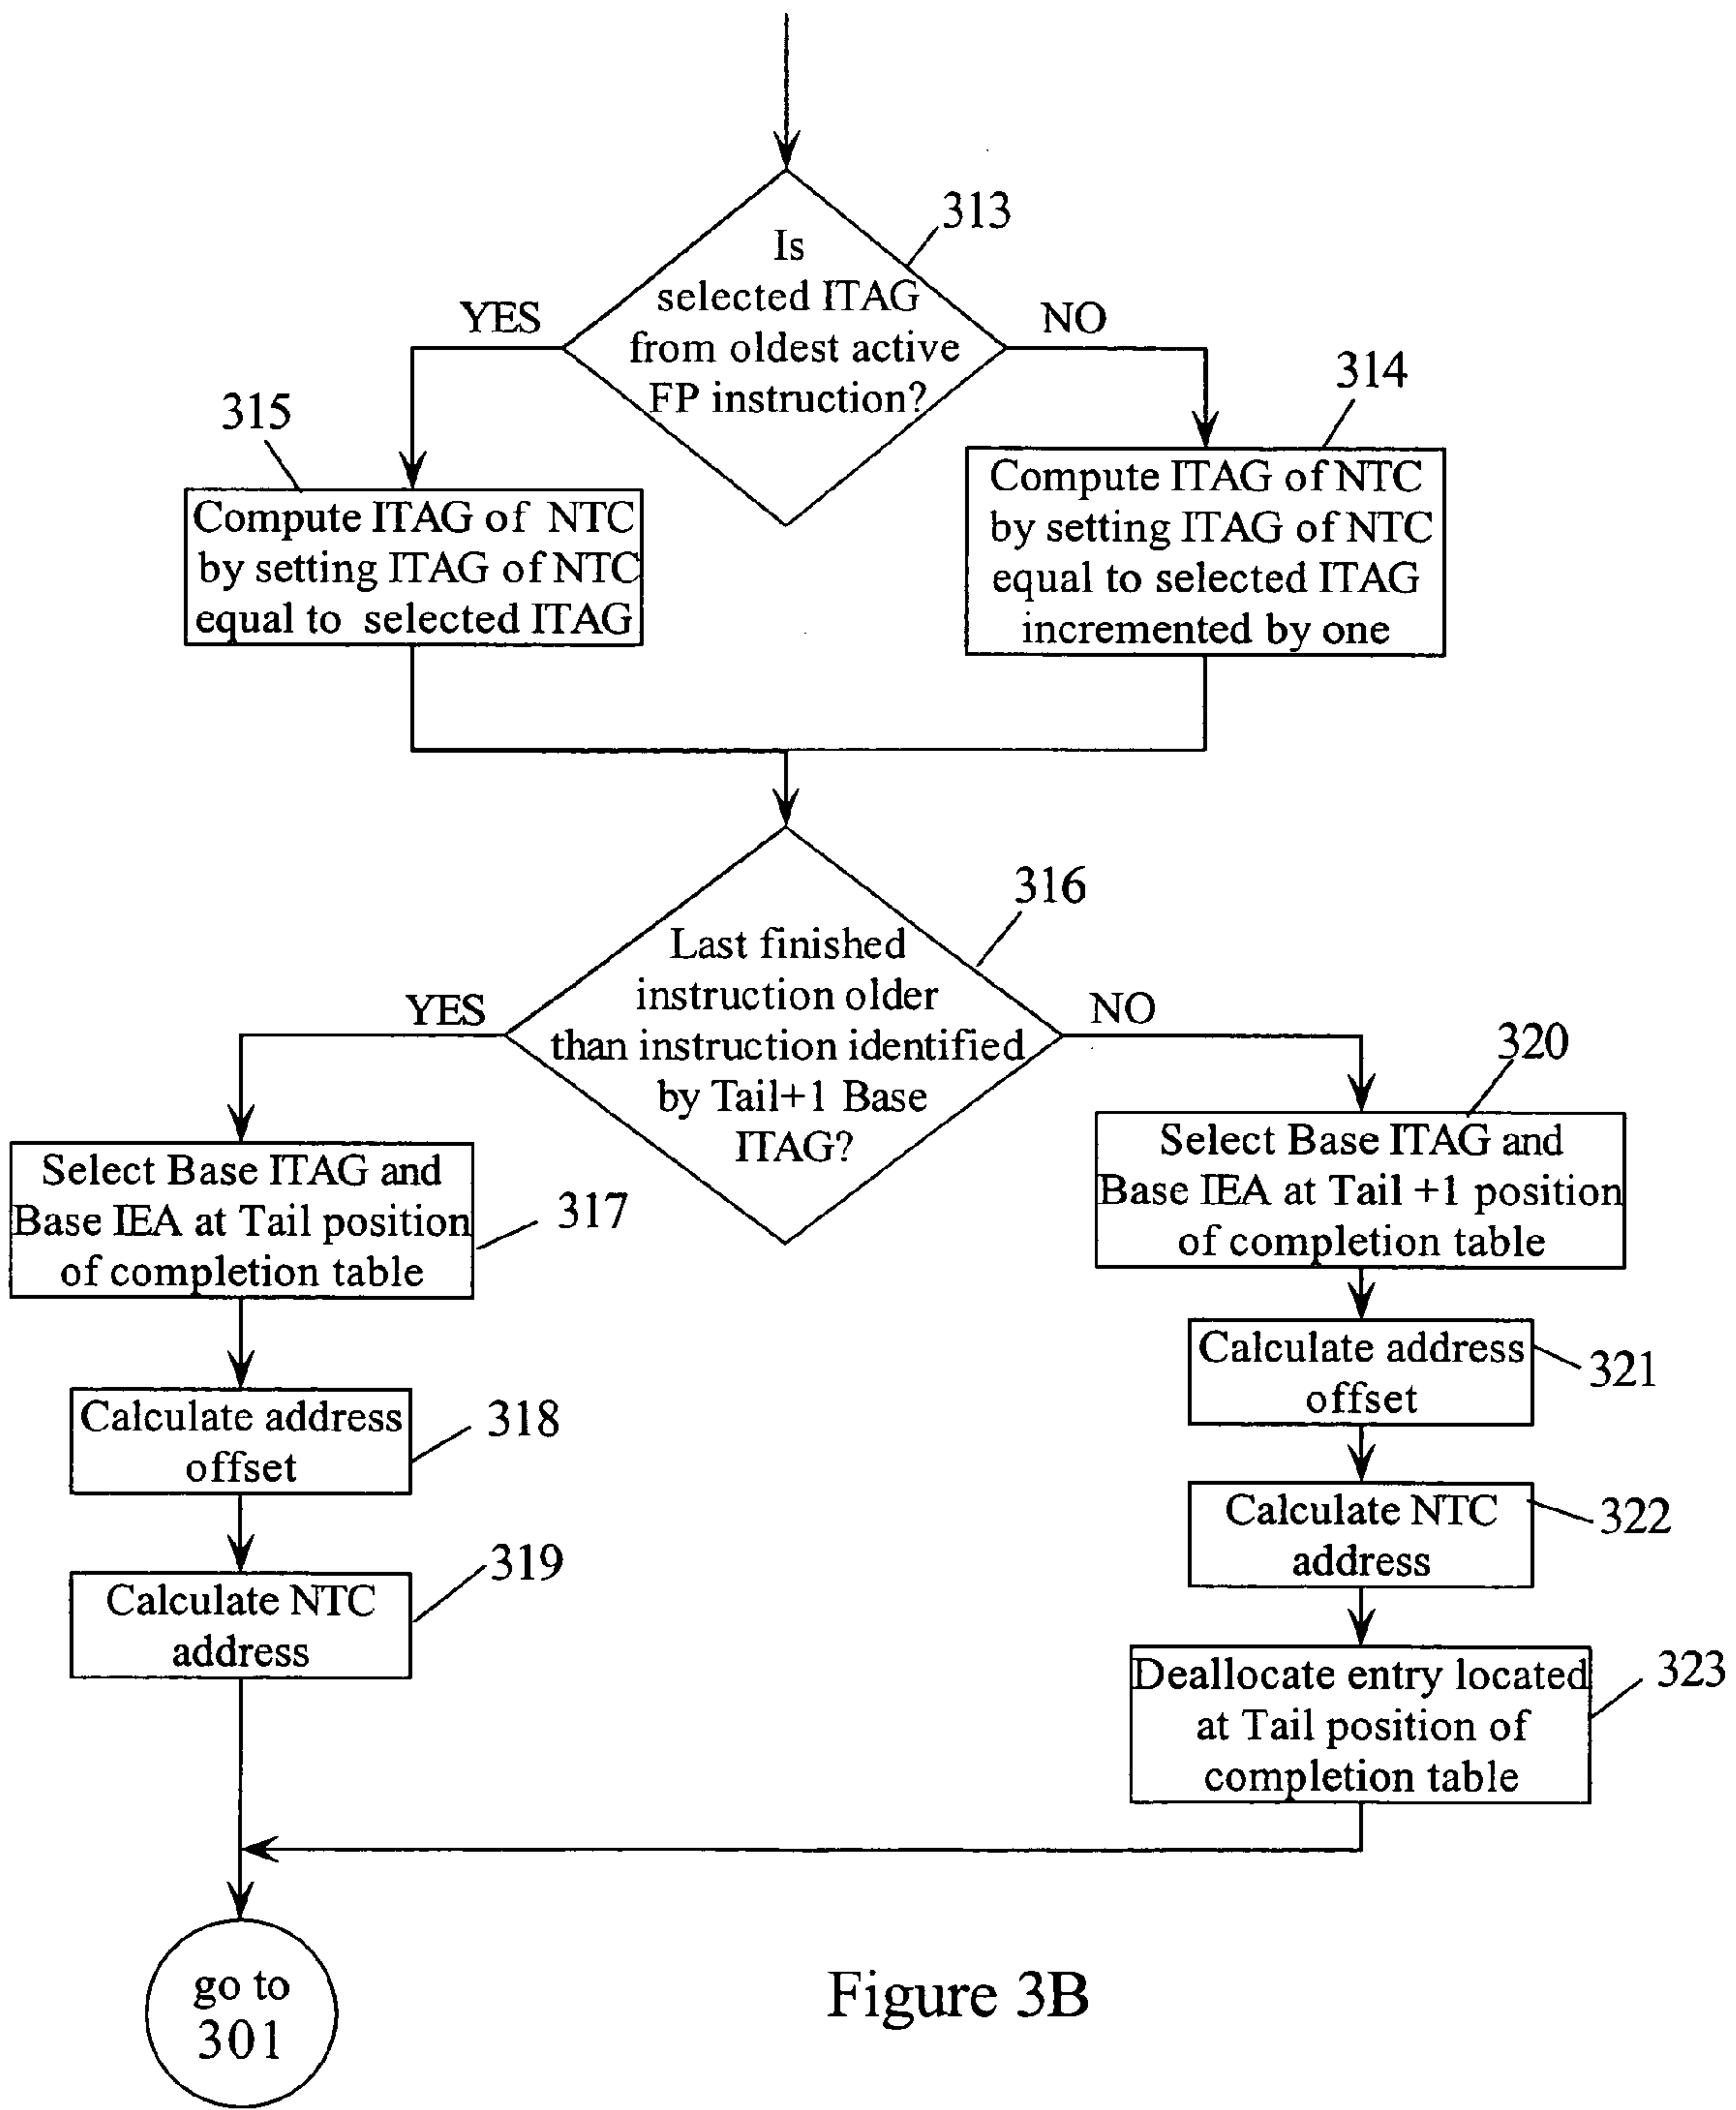 313
Is
selected ITAG
from oldest active
FP instruction?
YES
NO
315
Compute ITAG of NTC
by setting ITAG of NTC
equal to selected ITAG
314
Compute ITAG of NTC
by setting ITAG of NTC
equal to selected ITAG
incremented by one
316
Last finished
instruction older
than instruction identified
by Tail+1 Base
ITAG?
YES
NO
Select Base ITAG and
Base IEA at Tail position
of completion table
317
Calculate address
offset
318
Calculate NTC
address
319
320
Select Base ITAG and
Base IEA at Tail +1 position
of completion table
Calculate address
offset
321
Calculate NTC
address
322
Deallocate entry located
at Tail position of
completion table
323
go to
301
Figure 3B